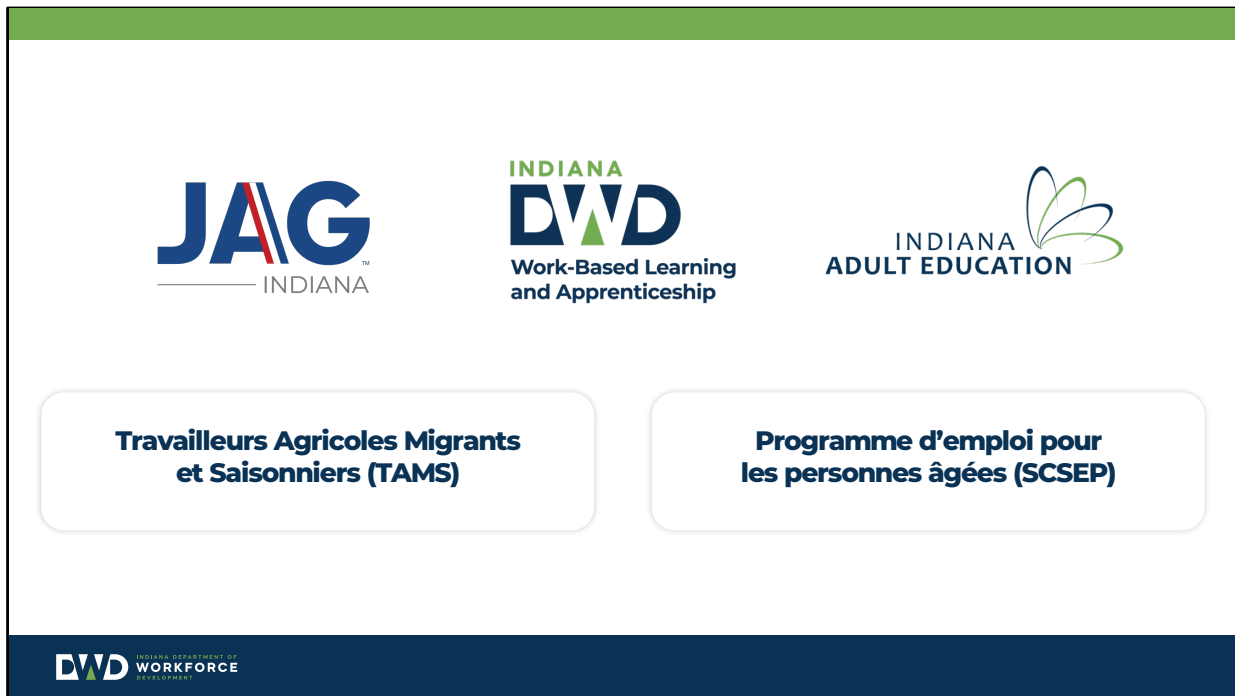 JAG
TM
INDIANA
INDIANA
DWD
Work-Based Learning
and Apprenticeship
INDIANA
ADULT EDUCATION
Travailleurs Agricoles Migrants
et Saisonniers (TAMS)
Programme d’emploi pour
les personnes âgées (SCSEP)
DWD
INDIANA DEPARTMENT OF
WORKFORCE
DEVELOPMENT